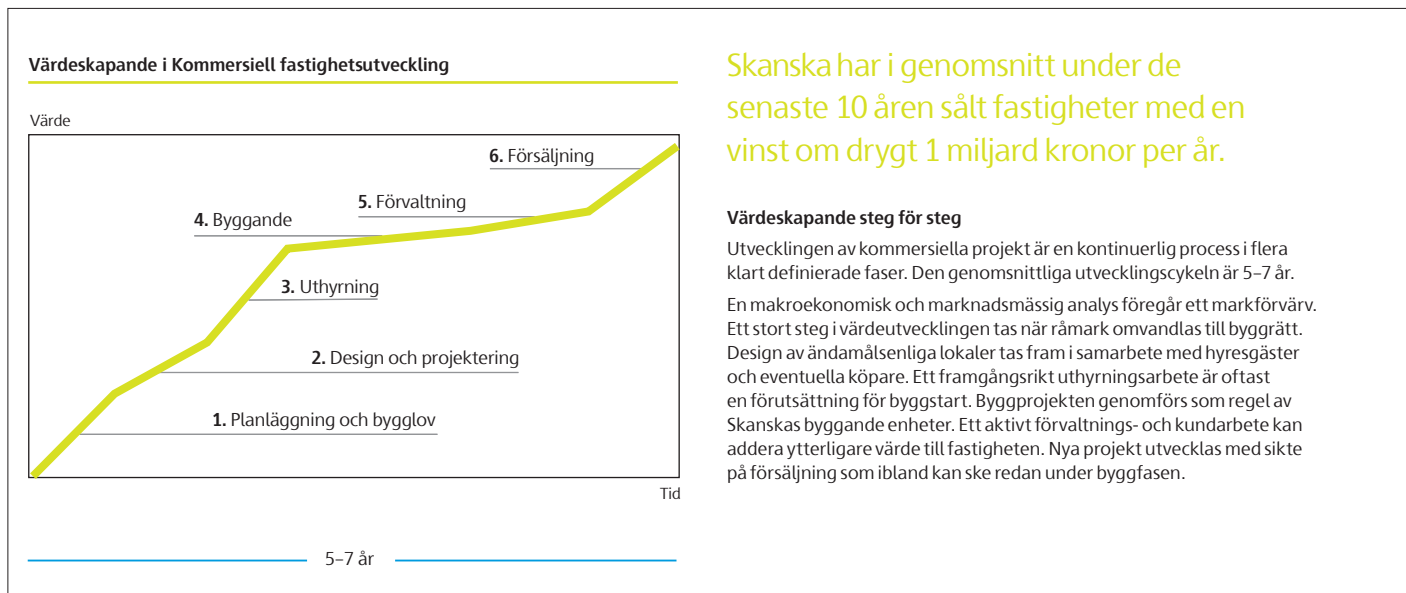 Värdeskapande i Kommersiell fastighetsutveckling
Värde
6. Försäljning
5. Förvaltning
4. Byggande
3. Uthyrning
2. Design och projektering
1. Planläggning och bygglov
Tid
5–7 år
Skanska har i genomsnitt under de
senaste 10 åren sålt fastigheter med en
vinst om drygt 1 miljard kronor per år.
Värdeskapande steg för steg
Utvecklingen av kommersiella projekt är en kontinuerlig process i flera
klart definierade faser. Den genomsnittliga utvecklingscykeln är 5–7 år.
En makroekonomisk och marknadsmässig analys föregår ett markförvärv.
Ett stort steg i värdeutvecklingen tas när råmark omvandlas till byggrätt.
Design av ändamålsenliga lokaler tas fram i samarbete med hyresgäster
och eventuella köpare. Ett framgångsrikt uthyrningsarbete är oftast
en förutsättning för byggstart. Byggprojekten genomförs som regel av
Skanskas byggande enheter. Ett aktivt förvaltnings- och kundarbete kan
addera ytterligare värde till fastigheten. Nya projekt utvecklas med sikte
på försäljning som ibland kan ske redan under byggfasen.